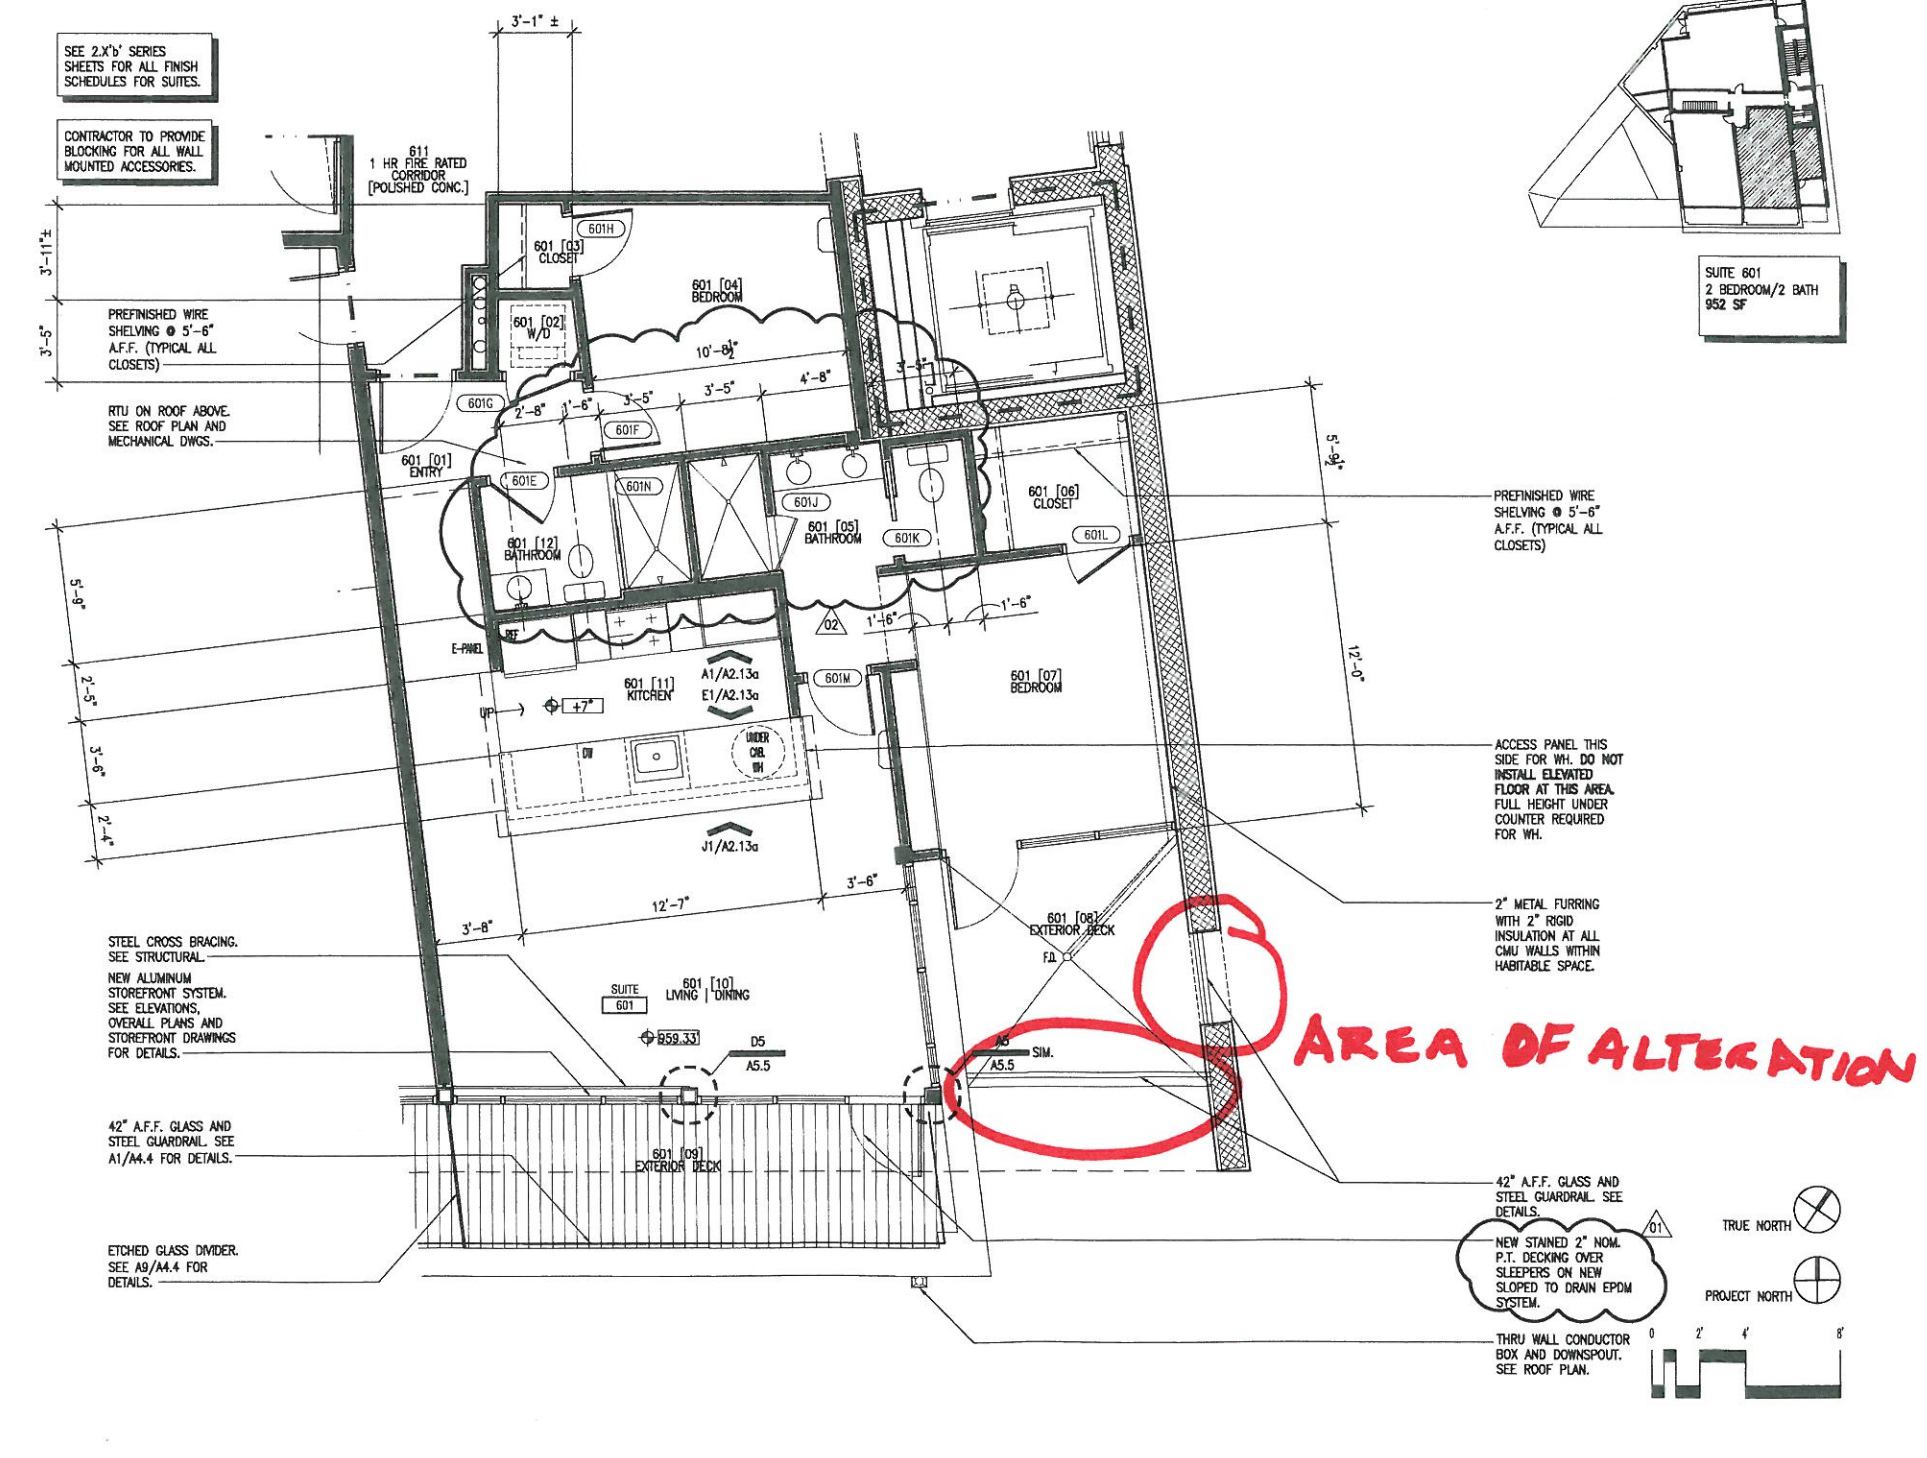 3'-1" ±
SEE 2.X'b' SERIES
SHEETS FOR ALL FINISH
SCHEDULES FOR SUITES.
CONTRACTOR TO PROVIDE
BLOCKING FOR ALL WALL
MOUNTED ACCESSORIES.
611
1 HR FIRE RATED
CORRIDOR
[POLISHED CONC.]
3'-11"±
3'-5"
PREFINISHED WIRE
SHELVING @ 5'-6"
A.F.F. (TYPICAL ALL
CLOSETS)
RTU ON ROOF ABOVE.
SEE ROOF PLAN AND
MECHANICAL DWGS.
601 [03]
CLOSET
601H
601 [04]
BEDROOM
601 [02]
W/D
10'-8½"
3'-5"
4'-8"
3'-5"
3'-5"
1'-6"
2'-8"
601G
601F
601 [01]
ENTRY
601E
601N
601J
601 [05]
BATHROOM
601K
601 [06]
CLOSET
601L
601 [12]
BATHROOM
SUITE 601
2 BEDROOM/2 BATH
952 SF
5'-9½"
12'-0"
PREFINISHED WIRE
SHELVING @ 5'-6"
A.F.F. (TYPICAL ALL
CLOSETS)
5'-9"
2'-5"
3'-6"
2'-4"
REF
E-PANEL
02
1'-6"
1'-6"
601 [11]
KITCHEN
A1/A2.13a
E1/A2.13a
601M
601 [07]
BEDROOM
UP
+7"
DW
UNDER
CAB.
WH
J1/A2.13a
ACCESS PANEL THIS
SIDE FOR WH. DO NOT
INSTALL ELEVATED
FLOOR AT THIS AREA.
FULL HEIGHT UNDER
COUNTER REQUIRED
FOR WH.
3'-8"
12'-7"
3'-6"
2" METAL FURRING
WITH 2" RIGID
INSULATION AT ALL
CMU WALLS WITHIN
HABITABLE SPACE.
601 [08]
EXTERIOR DECK
F.D.
STEEL CROSS BRACING.
SEE STRUCTURAL.
NEW ALUMINUM
STOREFRONT SYSTEM.
SEE ELEVATIONS,
OVERALL PLANS AND
STOREFRONT DRAWINGS
FOR DETAILS.
SUITE
601
601 [10]
LIVING | DINING
959.33'
D5
A5.5
A5
SIM.
A5.5
AREA OF ALTERATION
42" A.F.F. GLASS AND
STEEL GUARDRAIL. SEE
A1/A4.4 FOR DETAILS.
601 [09]
EXTERIOR DECK
ETCHED GLASS DIVIDER.
SEE A9/A4.4 FOR
DETAILS.
42" A.F.F. GLASS AND
STEEL GUARDRAIL. SEE
DETAILS.
01
NEW STAINED 2" NOM.
P.T. DECKING OVER
SLEEPERS ON NEW
SLOPED TO DRAIN EPDM
SYSTEM.
THRU WALL CONDUCTOR
BOX AND DOWNSPOUT.
SEE ROOF PLAN.
TRUE NORTH
PROJECT NORTH
0 2' 4' 8'